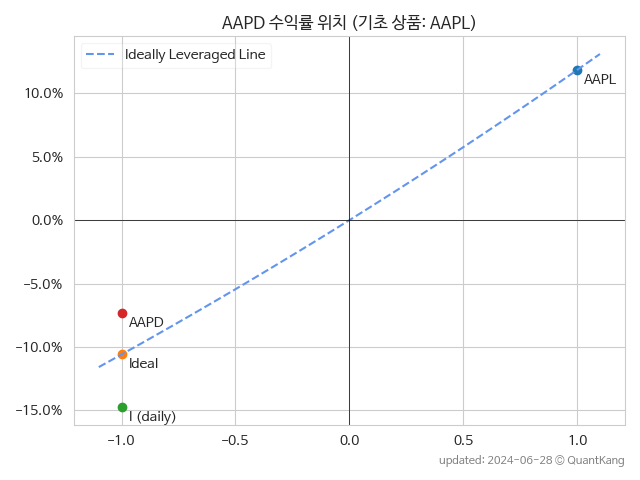 AAPD 수익률 위치 (기초 상품: AAPL)
Ideally Leveraged Line
AAPL
10.0%
5.0%
0.0%
−5.0%
−10.0%
−15.0%
AAPD
Ideal
I (daily)
−1.0
−0.5
0.0
0.5
1.0
updated: 2024-06-28 © QuantKang